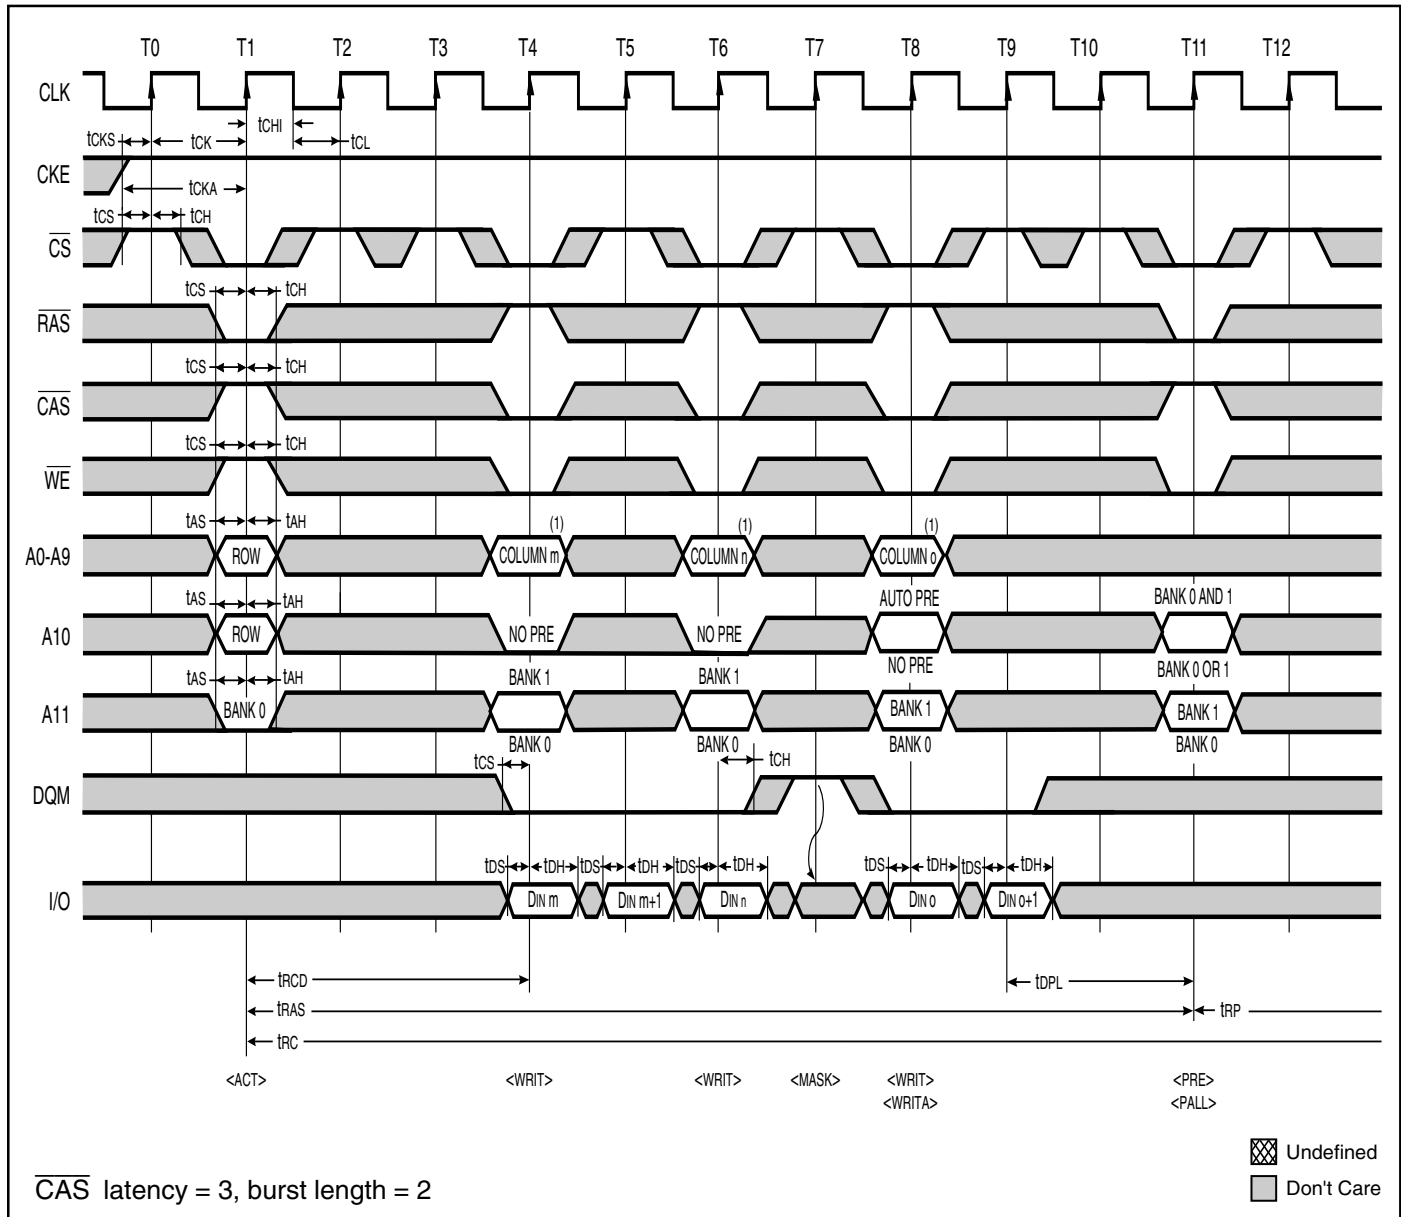 T0 T1 T2 T3 T4 T5 T6 T7 T8 T9 T10 T11 T12
CLK
tCHI
tCKS tCK tCL
CKE
tCKA
tCS tCH
CS
tCS tCH
RAS
tCS tCH
CAS
tCS tCH
WE
tAS tAH (1) (1) (1)
A0-A9 ROW COLUMN m COLUMN n COLUMN o
tAS tAH AUTO PRE BANK 0 AND 1
A10 ROW NO PRE NO PRE
NO PRE BANK 0 OR 1
tAS tAH BANK 1 BANK 1
A11 BANK 0 BANK 1 BANK 1
BANK 0 BANK 0 BANK 0 BANK 0
tCS tCH
DQM
tDS tDH tDS tDH tDS tDH tDS tDH tDS tDH
I/O DIN m DIN m+1 DIN n DIN o DIN o+1
tRCD tDPL
tRAS tRP
tRC
<ACT> <WRIT> <WRIT> <MASK> <WRIT> <PRE>
<WRITA> <PALL>
Undefined
CAS latency = 3, burst length = 2
Don't Care